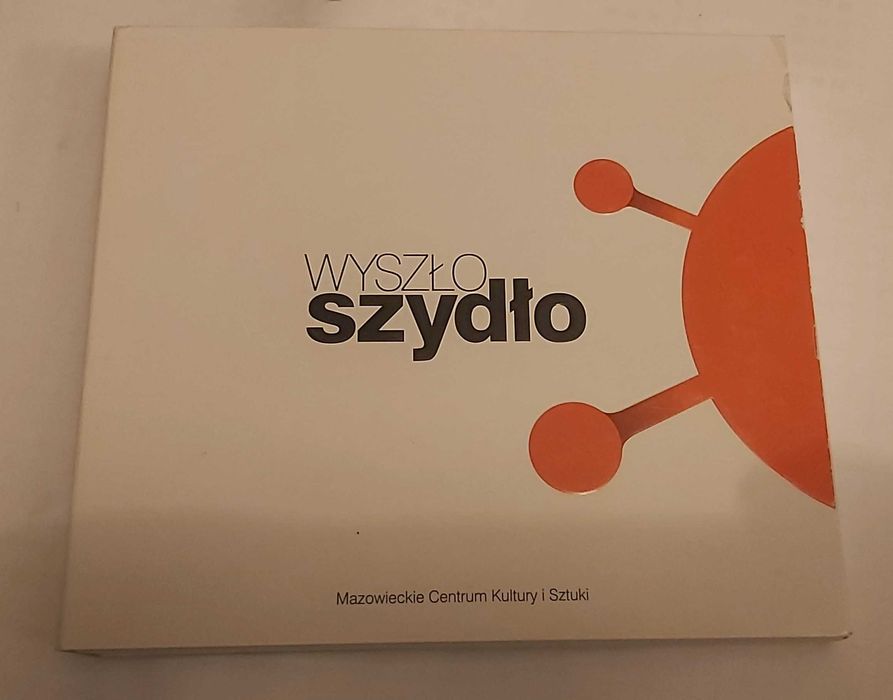 WYSZŁO
szydło
Mazowieckie Centrum Kultury i Sztuki